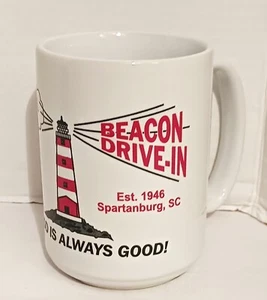 BEACON
DRIVE-IN
Est. 1946
Spartanburg, SC
IS ALWAYS GOOD!